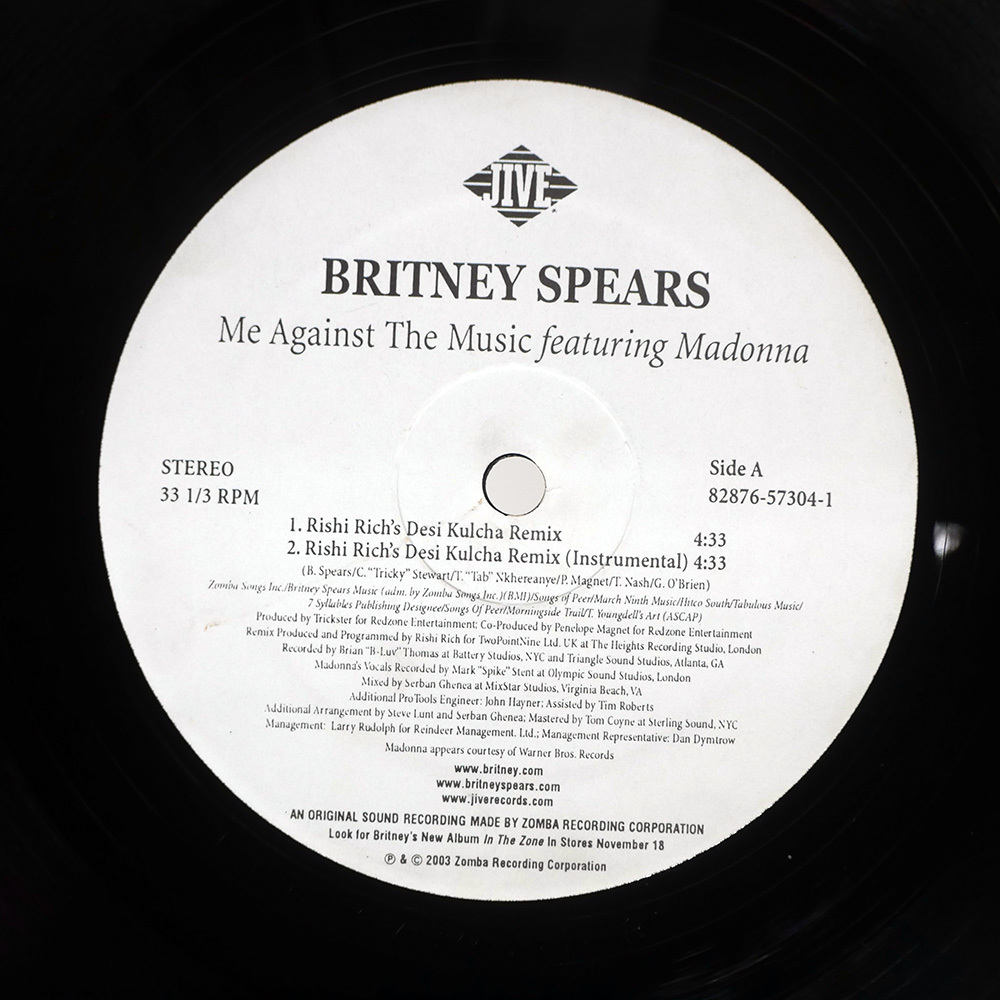 JIVE
BRITNEY SPEARS
Me Against The Music featuring Madonna
STEREO
33 1/3 RPM
Side A
82876-57304-1
1. Rishi Rich's Desi Kulcha Remix 4:33
2. Rishi Rich's Desi Kulcha Remix (Instrumental) 4:33
(B. Spears/C. "Tricky" Stewart/T. "Tab" Nkhereanye/P. Magnet/T. Nash/G. O'Brien)
Zomba Songs Inc./Britney Spears Music (adm. by Zomba Songs Inc.)(BMI)/Songs of Peer/March Ninth Music/Hitco South/Tabulous Music/
7 Syllables Publishing Designee/Songs Of Peer/Morningside Trail/T. Youngdell's Art (ASCAP)
Produced by Trickster for Redzone Entertainment; Co-Produced by Penelope Magnet for Redzone Entertainment
Remix Produced and Programmed by Rishi Rich for TwoPointNine Ltd. UK at The Heights Recording Studio, London
Recorded by Brian "B-Luv" Thomas at Battery Studios, NYC and Triangle Sound Studios, Atlanta, GA
Madonna's Vocals Recorded by Mark "Spike" Stent at Olympic Sound Studios, London
Mixed by Serban Ghenea at MixStar Studios, Virginia Beach, VA
Additional ProTools Engineer: John Hayner; Assisted by Tim Roberts
Additional Arrangement by Steve Lunt and Serban Ghenea; Mastered by Tom Coyne at Sterling Sound, NYC
Management: Larry Rudolph for Reindeer Management, Ltd.; Management Representative: Dan Dymtrow
Madonna appears courtesy of Warner Bros. Records
www.britney.com
www.britneyspears.com
www.jiverecords.com
AN ORIGINAL SOUND RECORDING MADE BY ZOMBA RECORDING CORPORATION
Look for Britney's New Album In The Zone In Stores November 18
℗ & © 2003 Zomba Recording Corporation